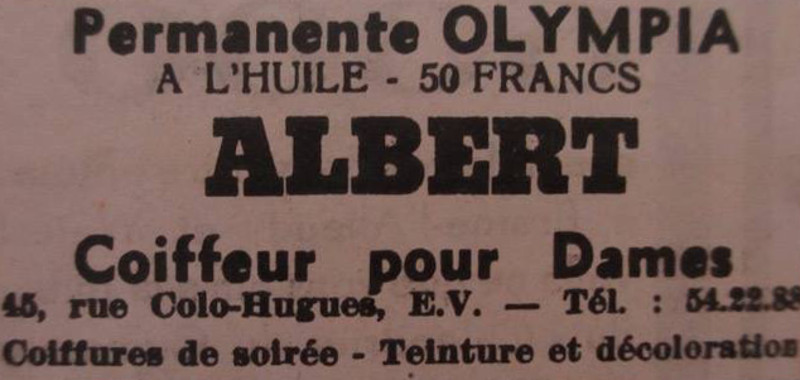 Permanente OLYMPIA
A L'HUILE - 50 FRANCS
ALBERT
Coiffeur pour Dames
45, rue Colo-Hugues, E.V. — Tél. : 54.22.88
Coiffures de soirée - Teinture et décoloration